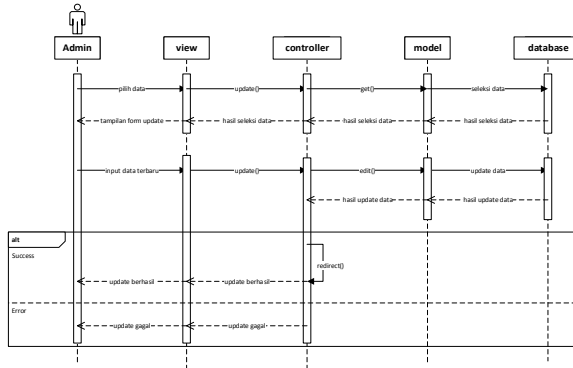 Admin
view
controller
model
database
pilih data
update()
get()
seleksi data
tampilan form update
hasil seleksi data
hasil seleksi data
hasil seleksi data
input data terbaru
update()
edit()
update data
hasil update data
hasil update data
alt
Success
redirect()
update berhasil
update berhasil
Error
update gagal
update gagal